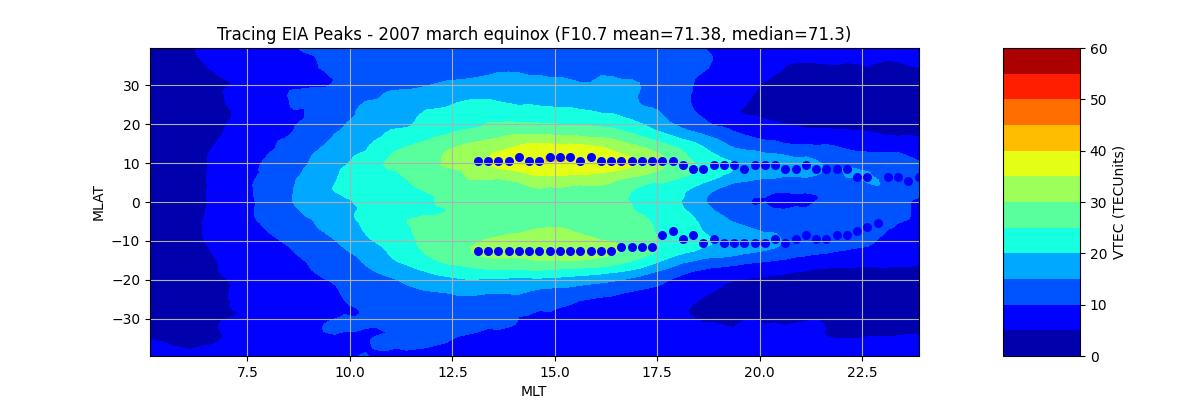 Tracing EIA Peaks - 2007 march equinox (F10.7 mean=71.38, median=71.3)
30
20
10
0
−10
−20
−30
MLAT
7.5 10.0 12.5 15.0 17.5 20.0 22.5
MLT
60
50
40
30
20
10
0
VTEC (TECUnits)